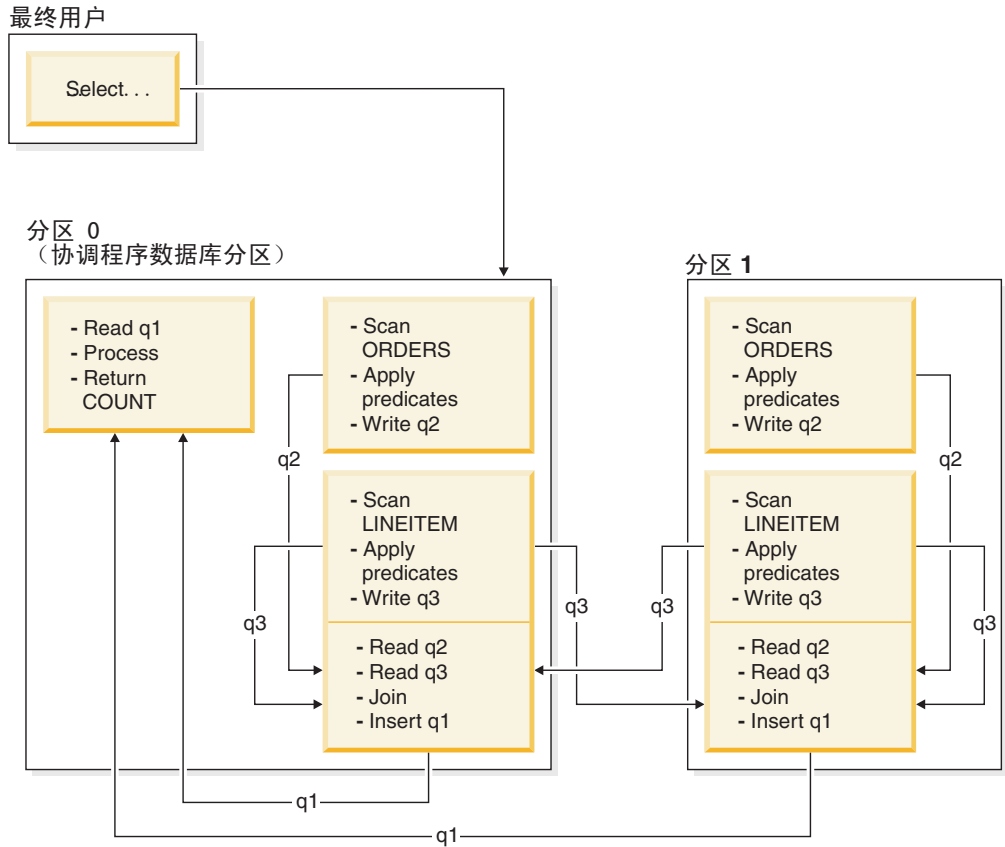 最终用户
Select. . .
分区 0
（协调程序数据库分区）
- Read q1
- Process
- Return
COUNT
- Scan
ORDERS
- Apply
predicates
- Write q2
q2
- Scan
LINEITEM
- Apply
predicates
- Write q3
q3
- Read q2
- Read q3
- Join
- Insert q1
q3
q3
分区 1
- Scan
ORDERS
- Apply
predicates
- Write q2
q2
- Scan
LINEITEM
- Apply
predicates
- Write q3
q3
- Read q2
- Read q3
- Join
- Insert q1
q1
q1